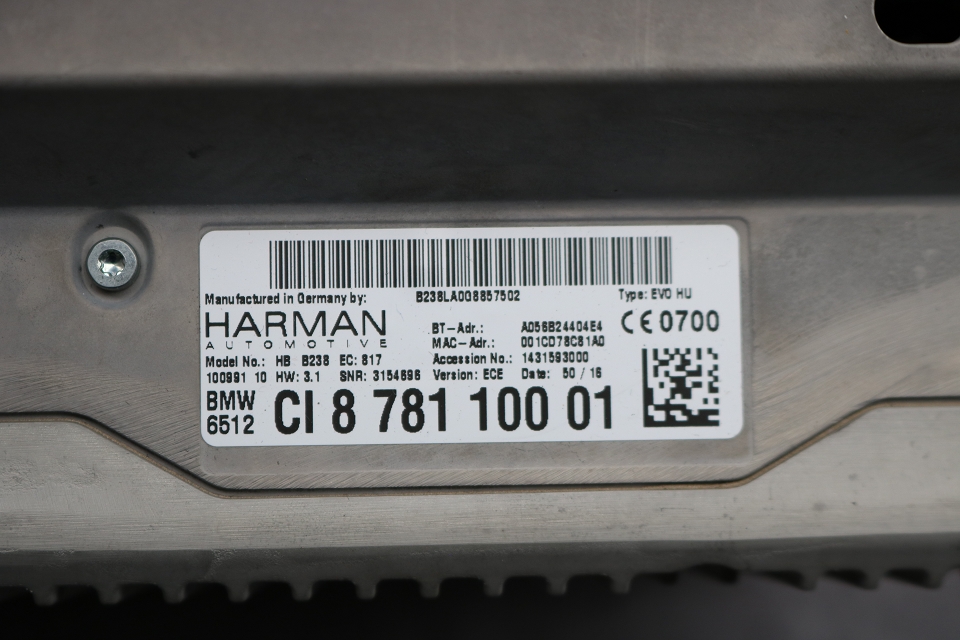 Manufactured in Germany by: B238LA0G8857502 Type: EVO HU
HARMAN
AUTOMOTIVE
BT-Adr.: A056B24404E4
CE 0700
MAC-Adr.: 001CD78C81A0
Model No.: HB B238 EC: 817 Accession No.: 1431593000
100991 10 HW: 3.1 SNR: 3154696 Version: ECE Date: 50 / 16
BMW
6512
CI 8 781 100 01